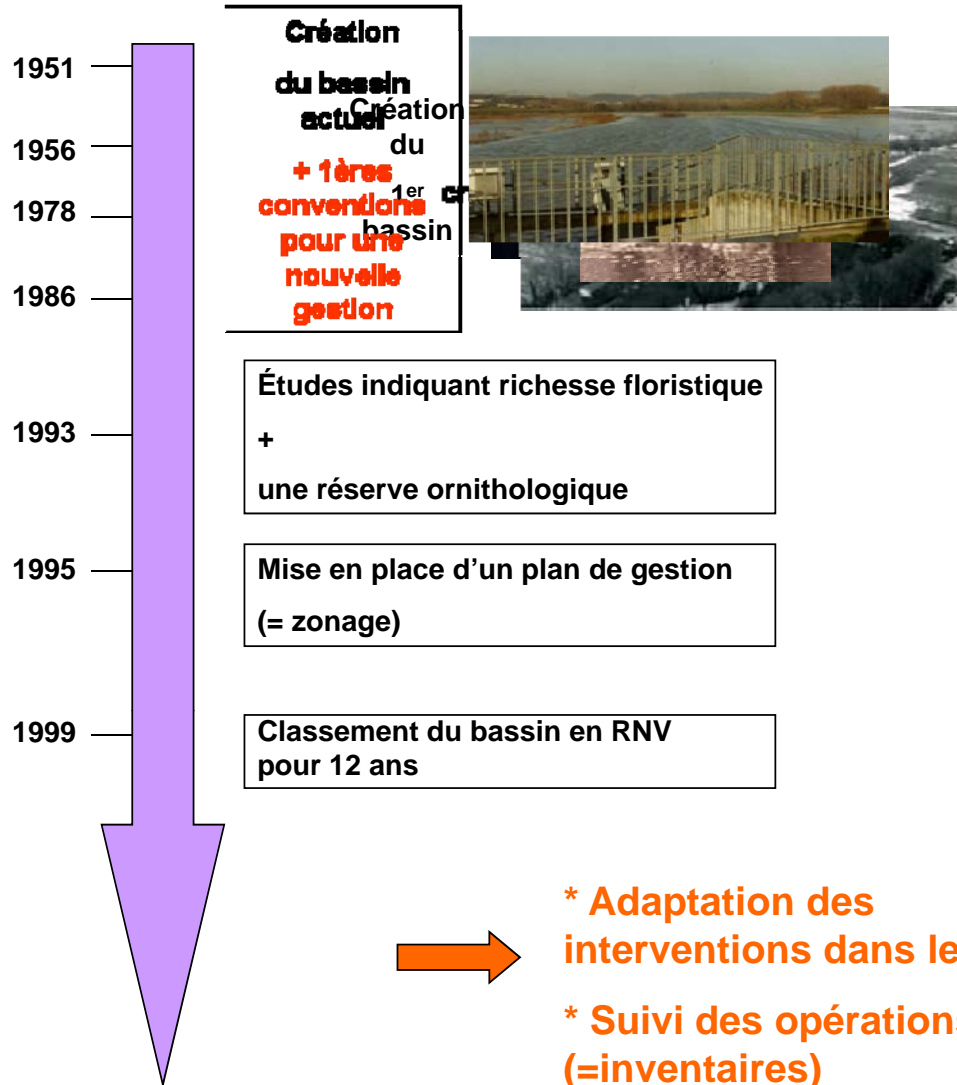 1951
1956
1978
1986
1993
1995
1999
Création
du bassin
actuel
+ 1ères
conventions
pour une
nouvelle
gestion
Création
du
1er
bassin
Études indiquant richesse floristique
+
une réserve ornithologique
Mise en place d'un plan de gestion
(= zonage)
Classement du bassin en RNV
pour 12 ans
* Adaptation des
interventions dans le
* Suivi des opérations
(=inventaires)